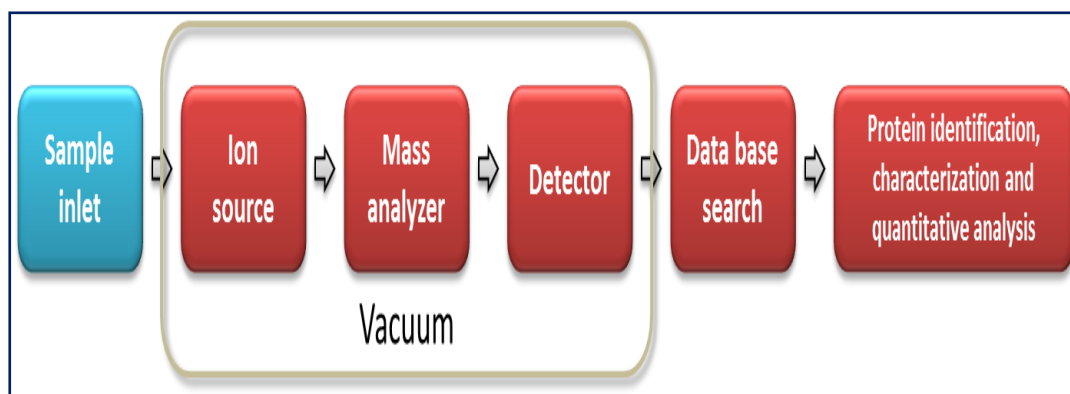 Sample
inlet
Ion
source
Mass
analyzer
Detector
Data base
search
Protein identification,
characterization and
quantitative analysis
Vacuum